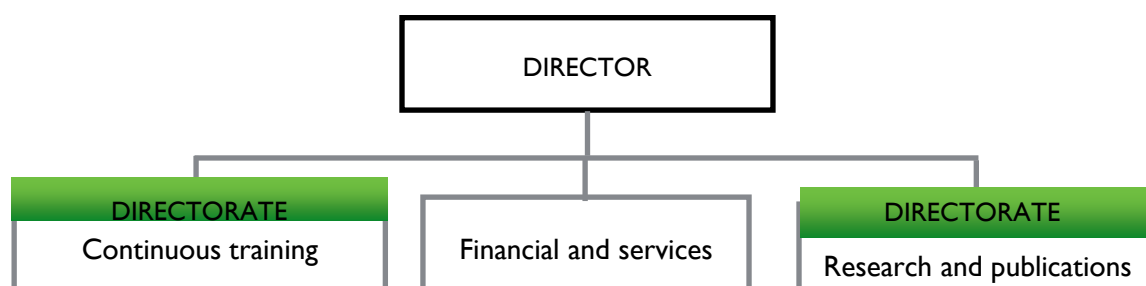 DIRECTOR
DIRECTORATE
Continuous training
Financial and services
DIRECTORATE
Research and publications